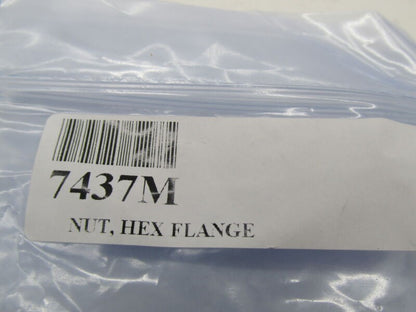 7437M
NUT, HEX FLANGE